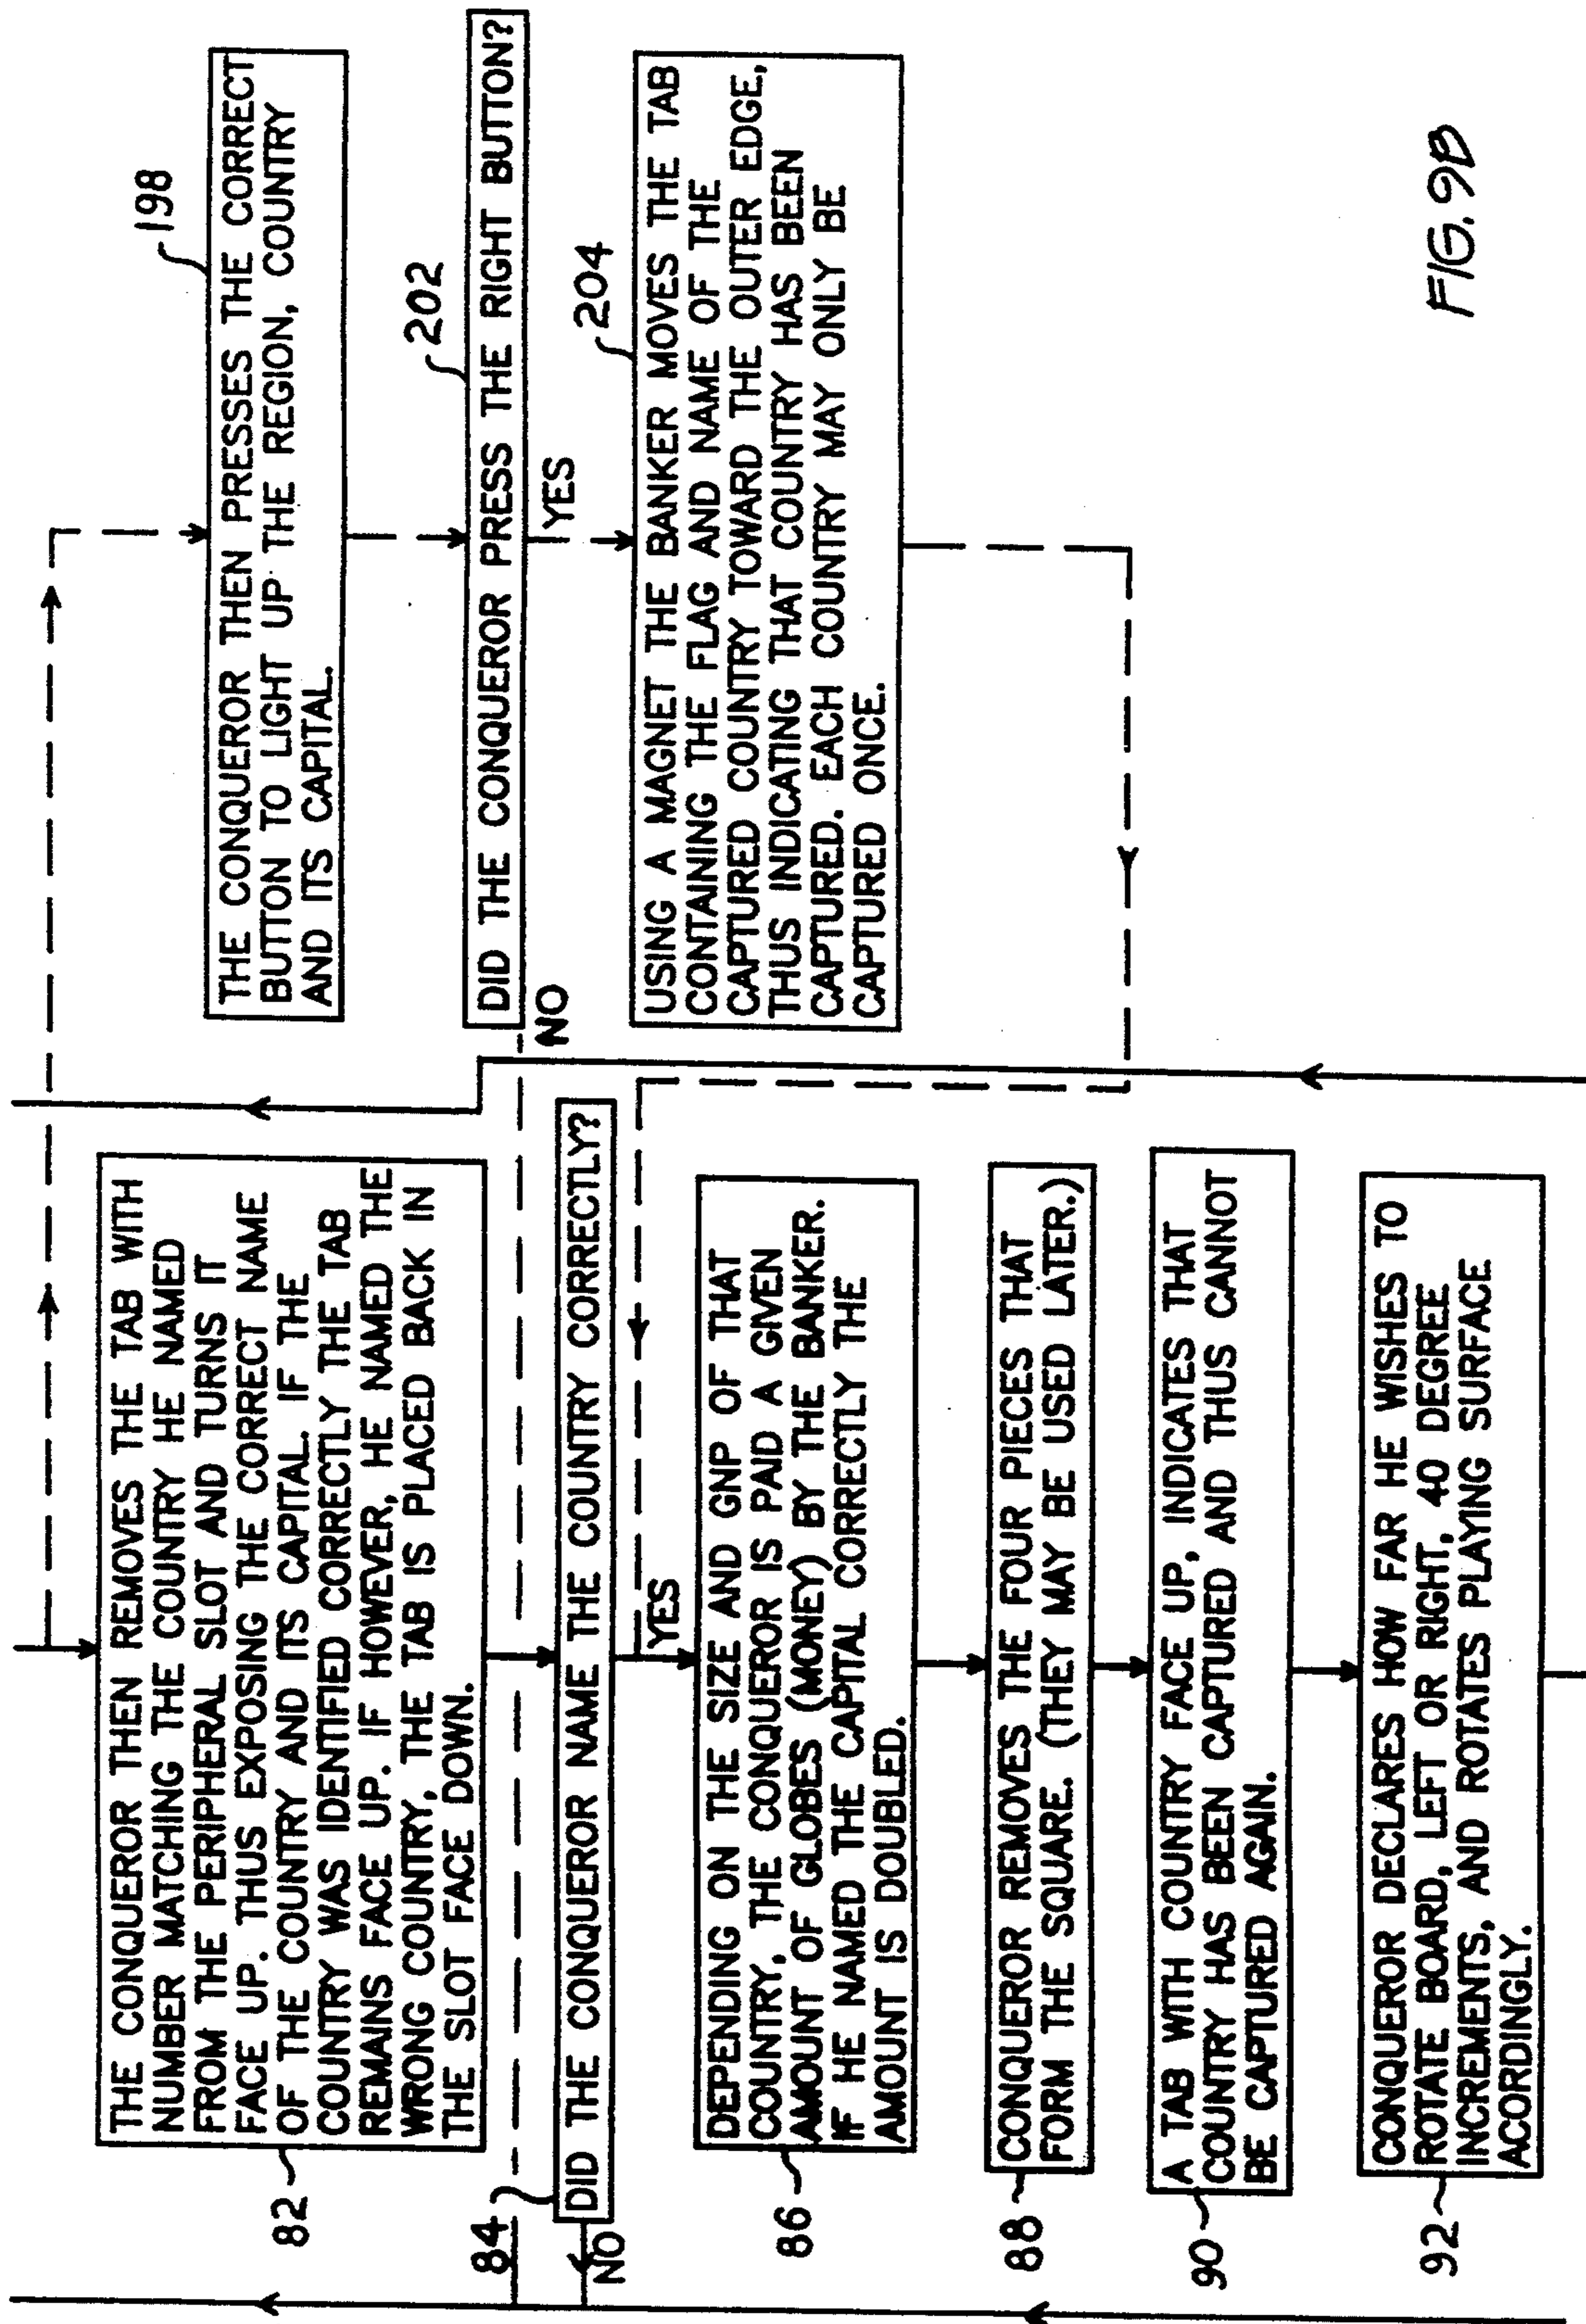 THE CONQUEROR THEN REMOVES THE TAB WITH
NUMBER MATCHING THE COUNTRY HE NAMED
FROM THE PERIPHERAL SLOT AND TURNS IT
FACE UP. THUS EXPOSING THE CORRECT NAME
OF THE COUNTRY AND ITS CAPITAL. IF THE
COUNTRY WAS IDENTIFIED CORRECTLY THE TAB
REMAINS FACE UP. IF HOWEVER, HE NAMED THE
WRONG COUNTRY, THE TAB IS PLACED BACK IN
THE SLOT FACE DOWN.
82
84
DID THE CONQUEROR NAME THE COUNTRY CORRECTLY?
NO
YES
DEPENDING ON THE SIZE AND GNP OF THAT
COUNTRY, THE CONQUEROR IS PAID A GIVEN
AMOUNT OF GLOBES (MONEY) BY THE BANKER.
IF HE NAMED THE CAPITAL CORRECTLY THE
AMOUNT IS DOUBLED.
86
CONQUEROR REMOVES THE FOUR PIECES THAT
FORM THE SQUARE. (THEY MAY BE USED LATER.)
88
A TAB WITH COUNTRY FACE UP, INDICATES THAT
COUNTRY HAS BEEN CAPTURED AND THUS CANNOT
BE CAPTURED AGAIN.
90
CONQUEROR DECLARES HOW FAR HE WISHES TO
ROTATE BOARD, LEFT OR RIGHT, 40 DEGREE
INCREMENTS, AND ROTATES PLAYING SURFACE
ACORDINGLY.
92
THE CONQUEROR THEN PRESSES THE CORRECT
BUTTON TO LIGHT UP THE REGION, COUNTRY
AND ITS CAPITAL.
198
DID THE CONQUEROR PRESS THE RIGHT BUTTON?
202
NO
YES
USING A MAGNET THE BANKER MOVES THE TAB
CONTAINING THE FLAG AND NAME OF THE
CAPTURED COUNTRY TOWARD THE OUTER EDGE,
THUS INDICATING THAT COUNTRY HAS BEEN
CAPTURED. EACH COUNTRY MAY ONLY BE
CAPTURED ONCE.
204
FIG. 9B